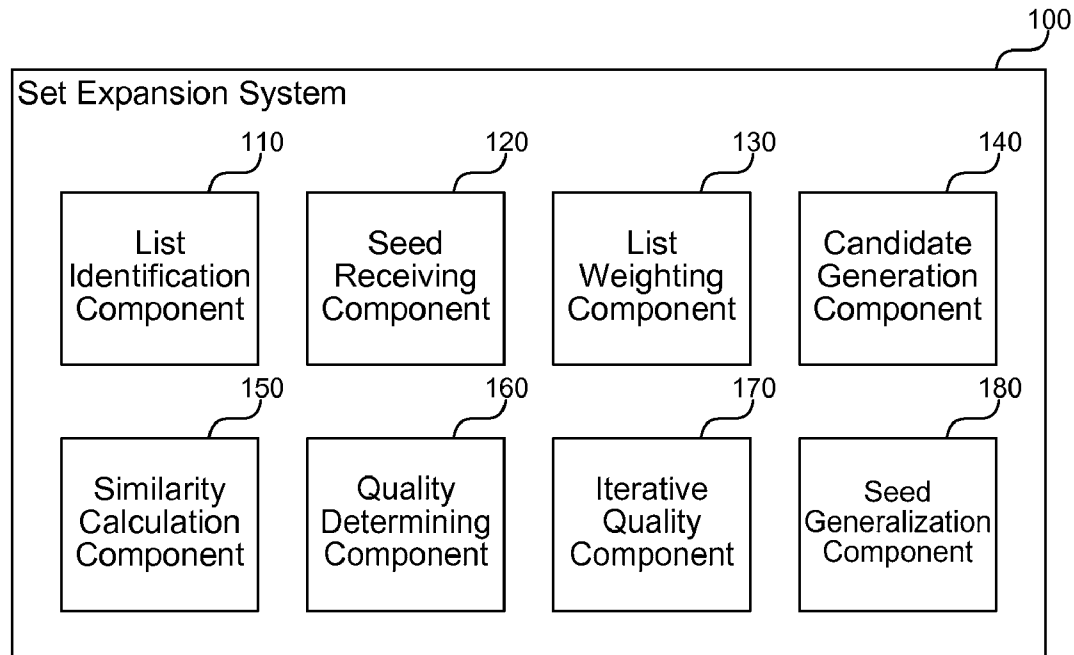 100
Set Expansion System
110
120
130
140
List
Identification
Component
Seed
Receiving
Component
List
Weighting
Component
Candidate
Generation
Component
150
160
170
180
Similarity
Calculation
Component
Quality
Determining
Component
Iterative
Quality
Component
Seed
Generalization
Component